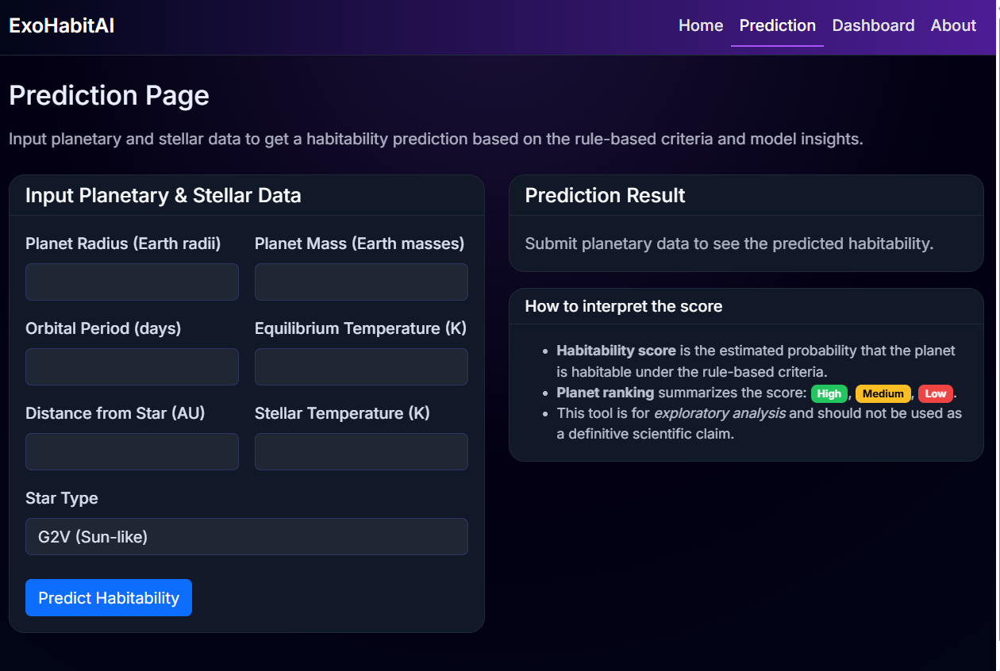 ExoHabitAI
Home Prediction Dashboard About
Prediction Page
Input planetary and stellar data to get a habitability prediction based on the rule-based criteria and model insights.
Input Planetary & Stellar Data
Planet Radius (Earth radii) Planet Mass (Earth masses)
Orbital Period (days) Equilibrium Temperature (K)
Distance from Star (AU) Stellar Temperature (K)
Star Type
G2V (Sun-like)
Predict Habitability
Prediction Result
Submit planetary data to see the predicted habitability.
How to interpret the score
• Habitability score is the estimated probability that the planet
is habitable under the rule-based criteria.
• Planet ranking summarizes the score: High, Medium, Low.
• This tool is for exploratory analysis and should not be used as
a definitive scientific claim.